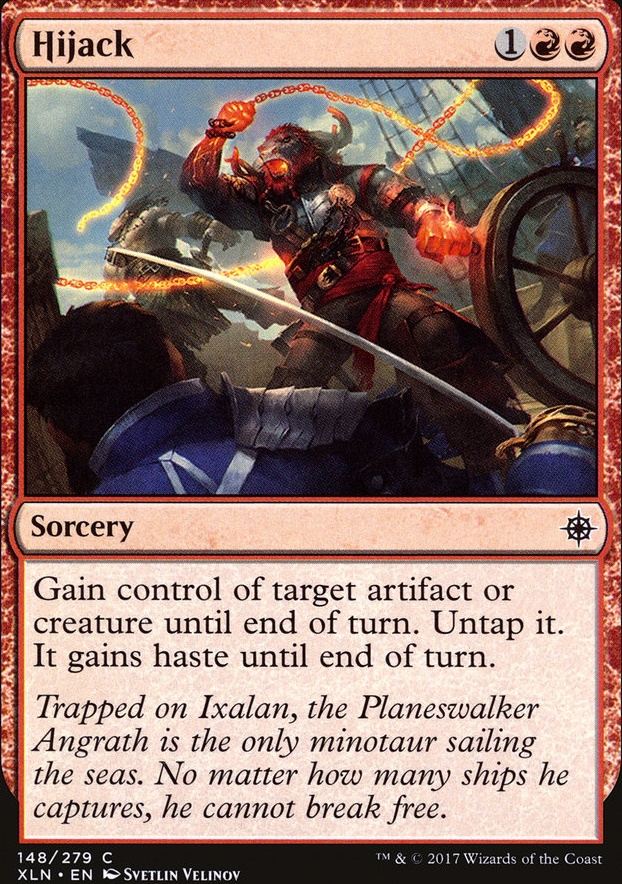 Hijack
1
Sorcery
Gain control of target artifact or
creature until end of turn. Untap it.
It gains haste until end of turn.
Trapped on Ixalan, the Planeswalker
Angrath is the only minotaur sailing
the seas. No matter how many ships he
captures, he cannot break free.
148/279 C
XLN • EN Svetlin Velinov
™ & © 2017 Wizards of the Coast